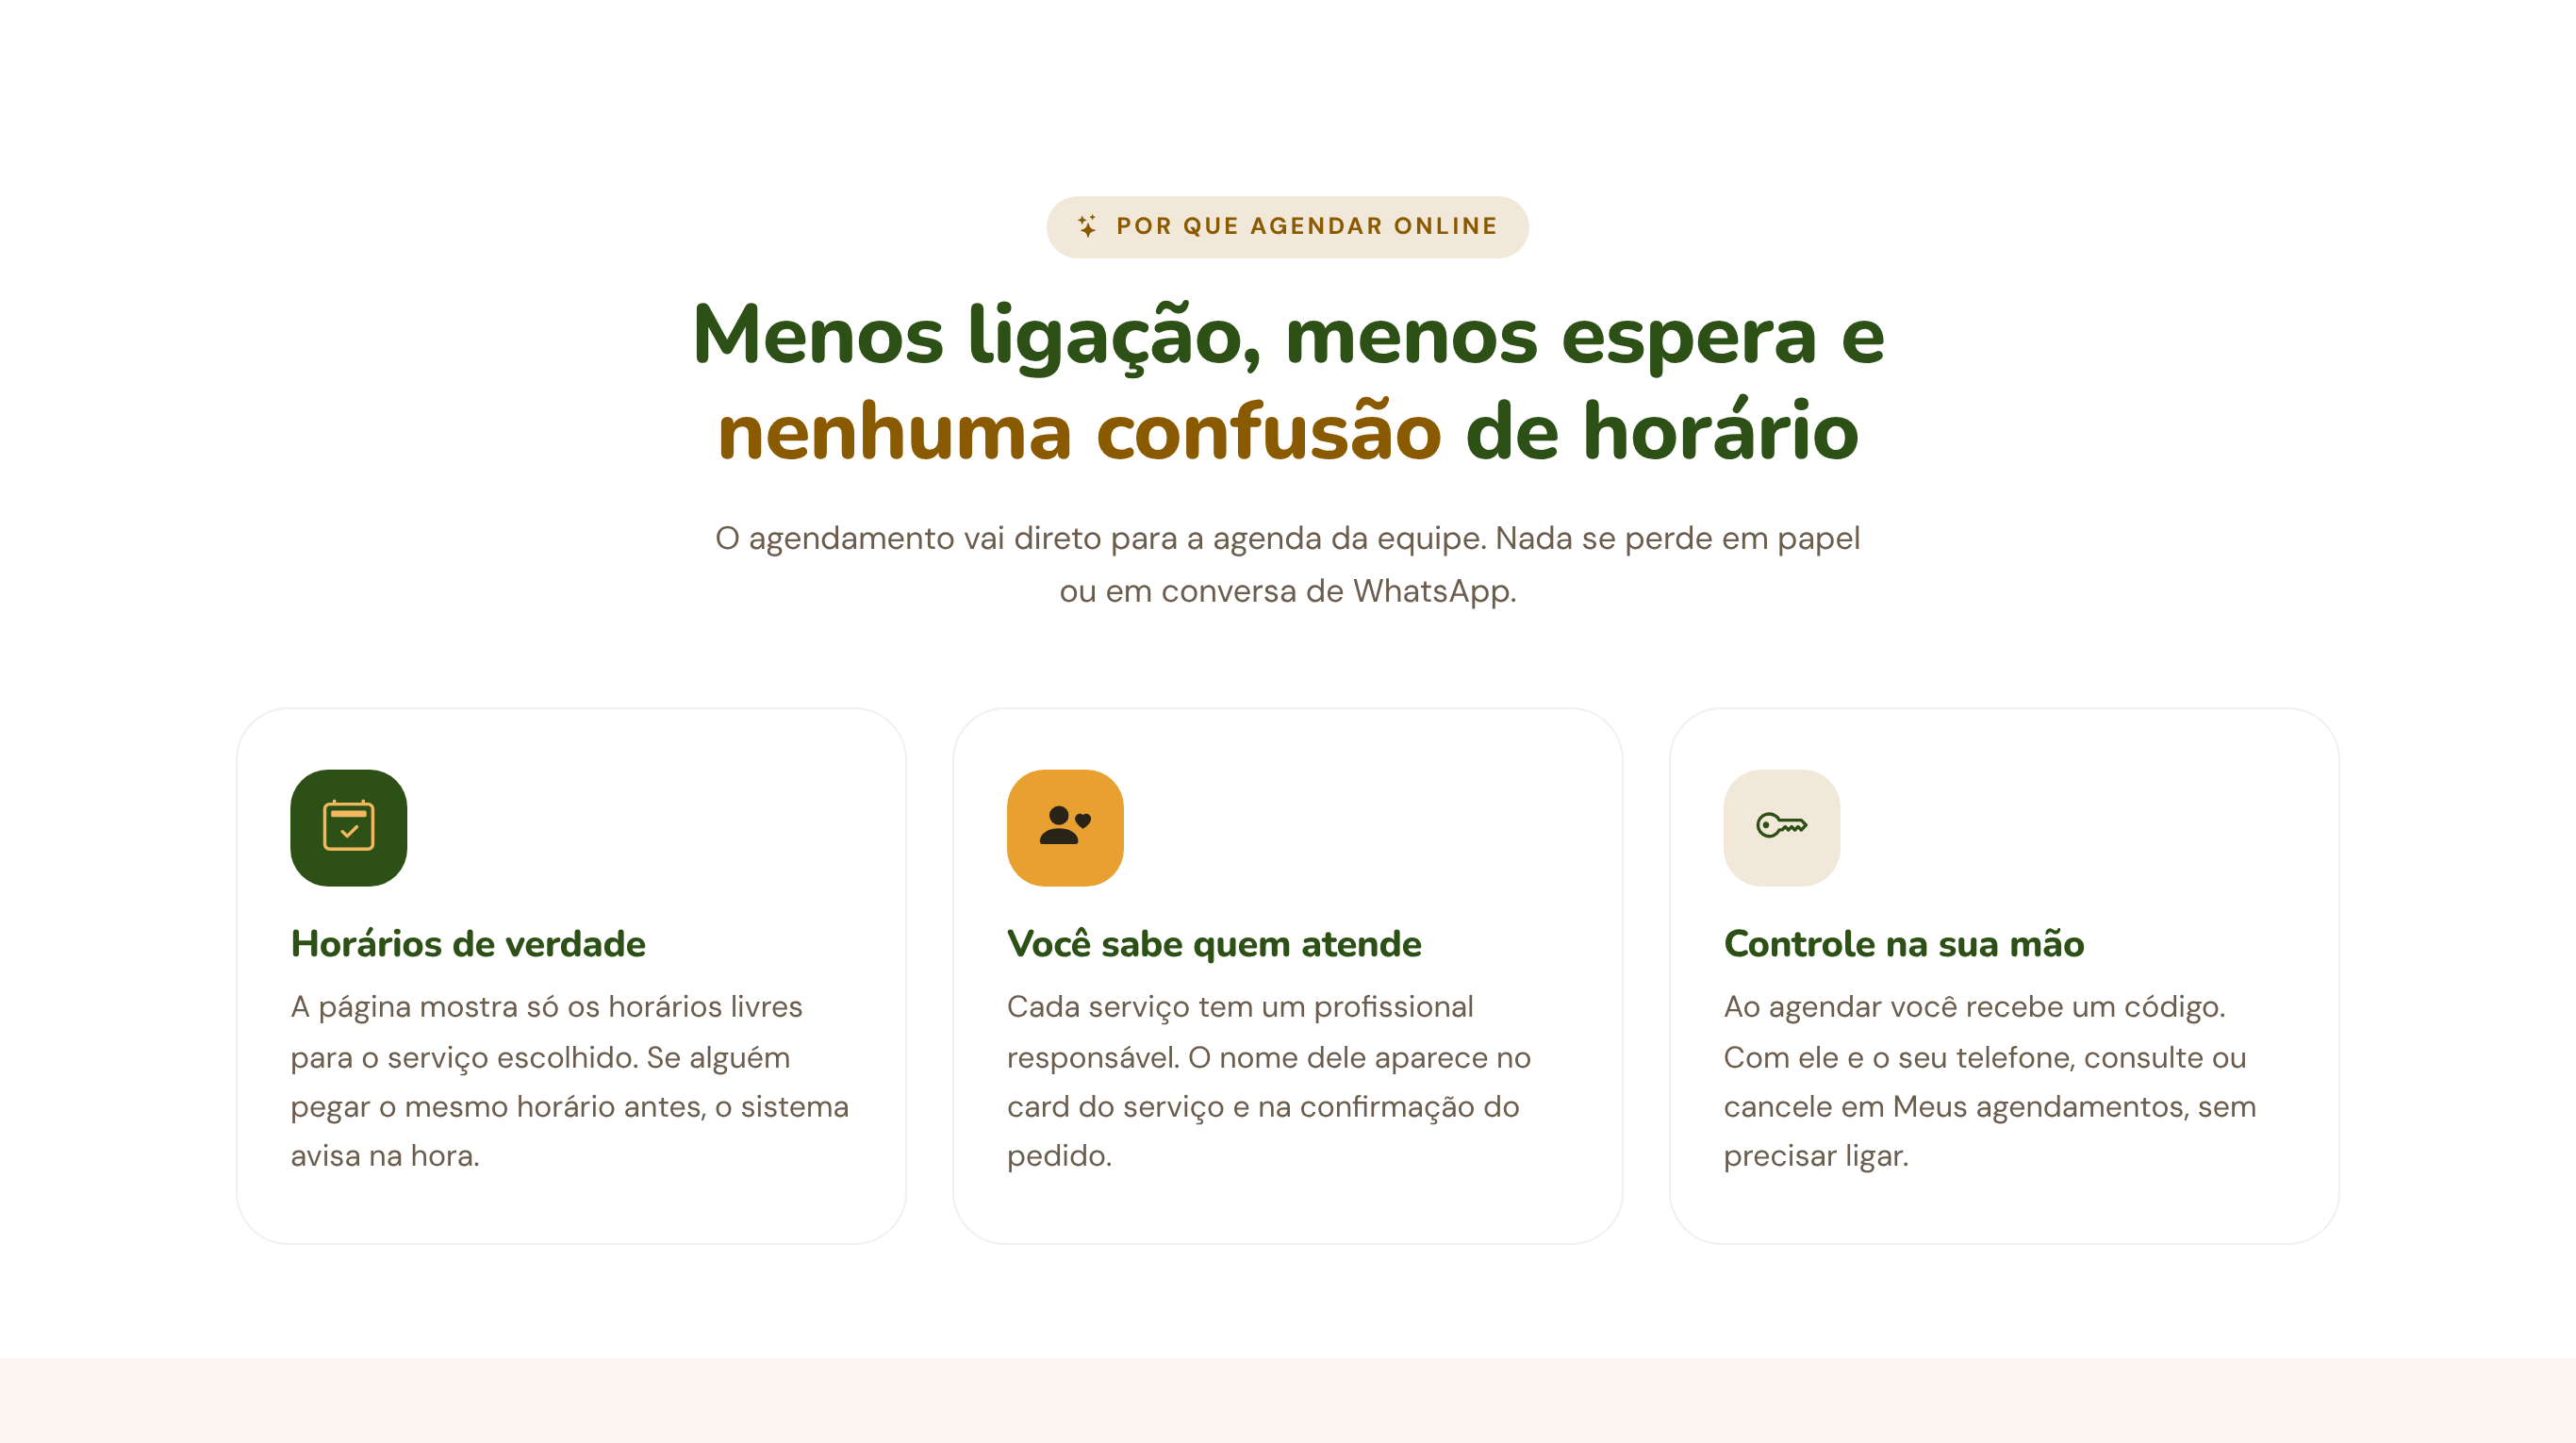 POR QUE AGENDAR ONLINE
Menos ligação, menos espera e
nenhuma confusão de horário
O agendamento vai direto para a agenda da equipe. Nada se perde em papel
ou em conversa de WhatsApp.
Horários de verdade
A página mostra só os horários livres
para o serviço escolhido. Se alguém
pegar o mesmo horário antes, o sistema
avisa na hora.
Você sabe quem atende
Cada serviço tem um profissional
responsável. O nome dele aparece no
card do serviço e na confirmação do
pedido.
Controle na sua mão
Ao agendar você recebe um código.
Com ele e o seu telefone, consulte ou
cancele em Meus agendamentos, sem
precisar ligar.